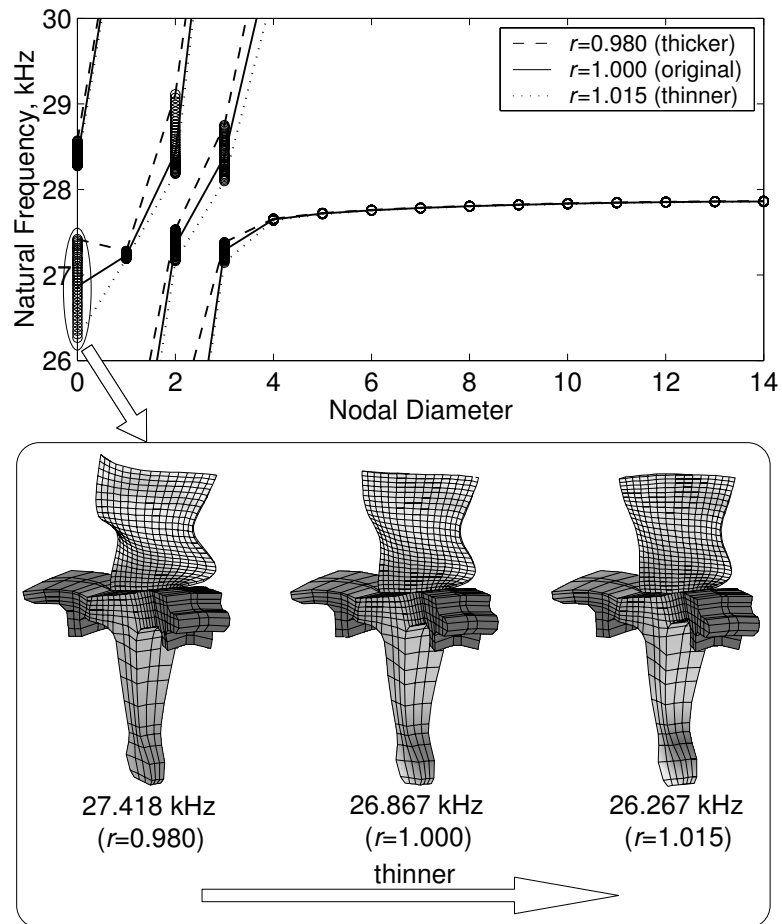 30
29
28
27
26
Natural Frequency, kHz
r=0.980 (thicker)
r=1.000 (original)
r=1.015 (thinner)
0 2 4 6 8 10 12 14
Nodal Diameter
27.418 kHz
(r=0.980)
26.867 kHz
(r=1.000)
26.267 kHz
(r=1.015)
thinner